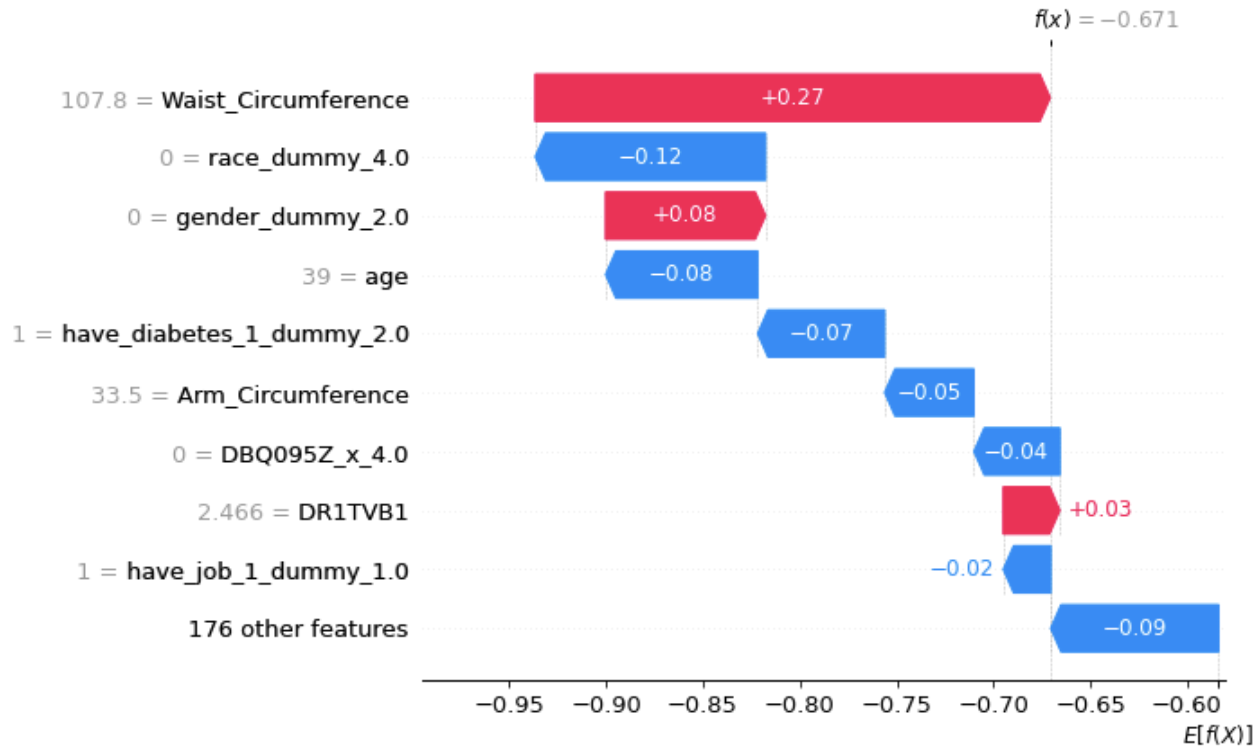 f(x) = −0.671
107.8 = Waist_Circumference
+0.27
0 = race_dummy_4.0
−0.12
0 = gender_dummy_2.0
+0.08
39 = age
−0.08
1 = have_diabetes_1_dummy_2.0
−0.07
33.5 = Arm_Circumference
−0.05
0 = DBQ095Z_x_4.0
−0.04
2.466 = DR1TVB1
+0.03
1 = have_job_1_dummy_1.0
−0.02
176 other features
−0.09
−0.95 −0.90 −0.85 −0.80 −0.75 −0.70 −0.65 −0.60
E[f(X)]